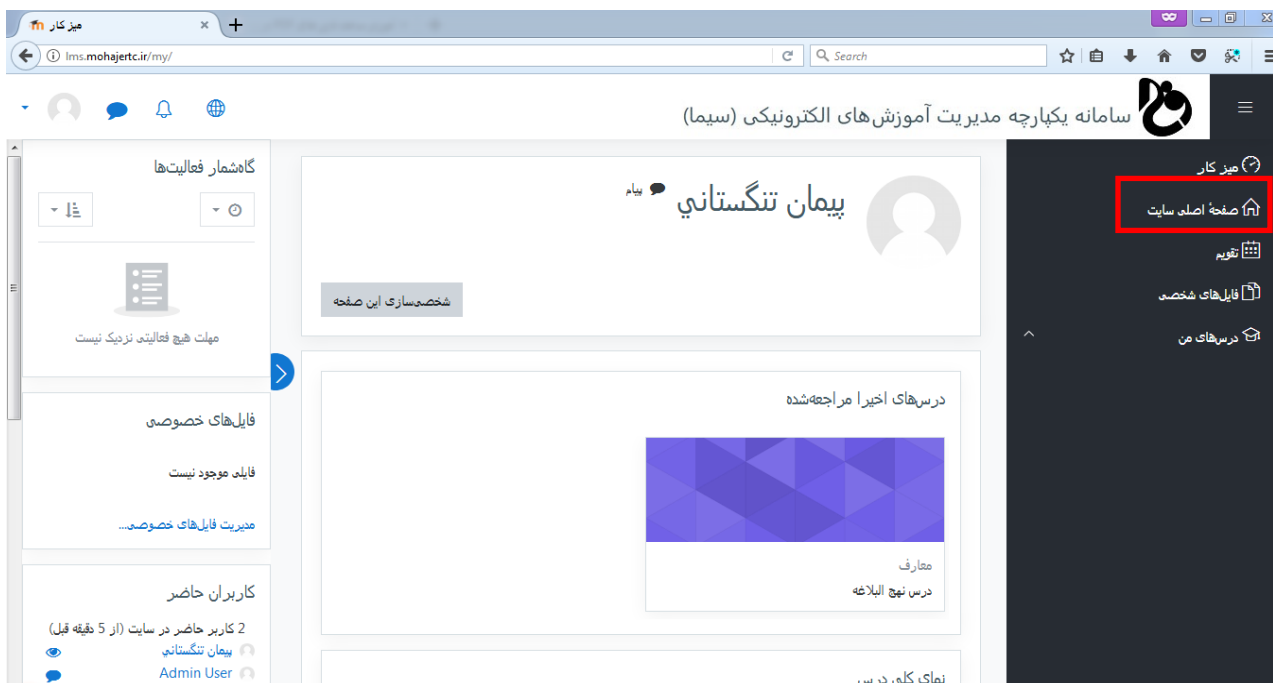 میز کار
lms.mohajertc.ir/my/
Search
سامانه یکپارچه مدیریت آموزش‌های الکترونیکی (سیما)
میز کار
صفحهٔ اصلی سایت
تقویم
فایل‌های شخصی
درس‌های من
پیمان تنگستاني
پیام
شخصی‌سازی این صفحه
درس‌های اخیرا مراجعه‌شده
معارف
درس نهج البلاغه
نمای کلی درس
گاه‌شمار فعالیت‌ها
مهلت هیچ فعالیتی نزدیک نیست
فایل‌های خصوصی
فایلی موجود نیست
مدیریت فایل‌های خصوصی...
کاربران حاضر
2 کاربر حاضر در سایت (از 5 دقیقه قبل)
پیمان تنگستاني
Admin User